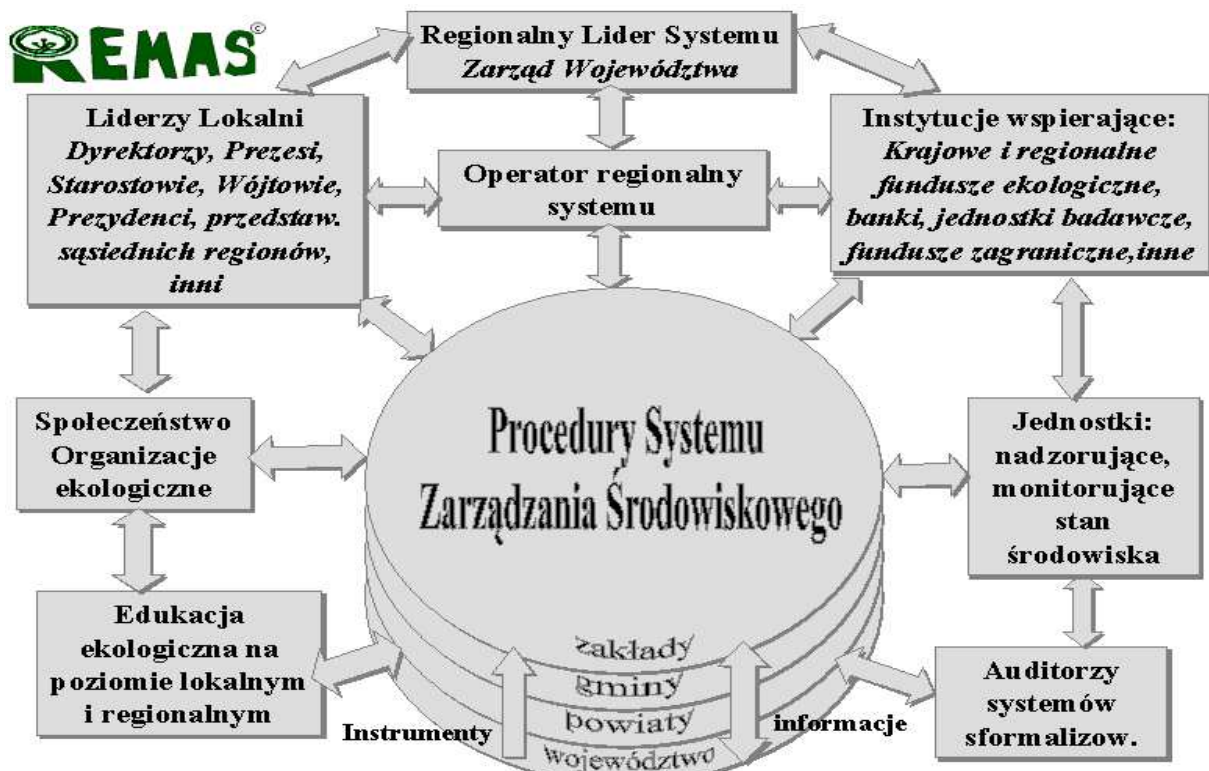 REMAS©
Regionalny Lider Systemu
Zarząd Województwa
Liderzy Lokalni
Dyrektorzy, Prezesi,
Starostowie, Wójtowie,
Prezydenci, przedstaw.
sąsiednich regionów,
inni
Operator regionalny
systemu
Instytucje wspierające:
Krajowe i regionalne
fundusze ekologiczne,
banki, jednostki badawcze,
fundusze zagraniczne,inne
Społeczeństwo
Organizacje
ekologiczne
Procedury Systemu
Zarządzania Środowiskowego
Jednostki:
nadzorujące,
monitorujące
stan
środowiska
Edukacja
ekologiczna na
poziomie lokalnym
i regionalnym
zakłady
gminy
powiaty
województwo
Instrumenty
informacje
Auditorzy
systemów
sformalizow.